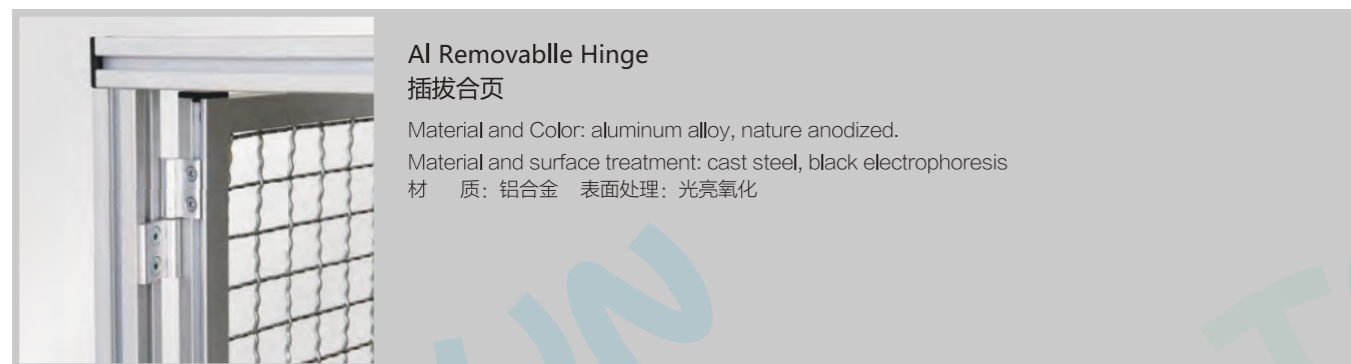 Al Removablle Hinge
插拔合页
Material and Color: aluminum alloy, nature anodized.
Material and surface treatment: cast steel, black electrophoresis
材　　质：铝合金　表面处理：光亮氧化
UN
T